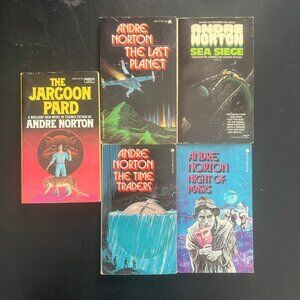 THE
JARGOON
PARD
A BRILLIANT NEW NOVEL OF SCIENCE FICTION BY
ANDRE NORTON
ANDRE
NORTON
THE LAST
PLANET
ANDRE
NORTON
SEA SIEGE
ANDRE
NORTON
THE TIME
TRADERS
ANDRE
NORTON
NIGHT OF
MASKS